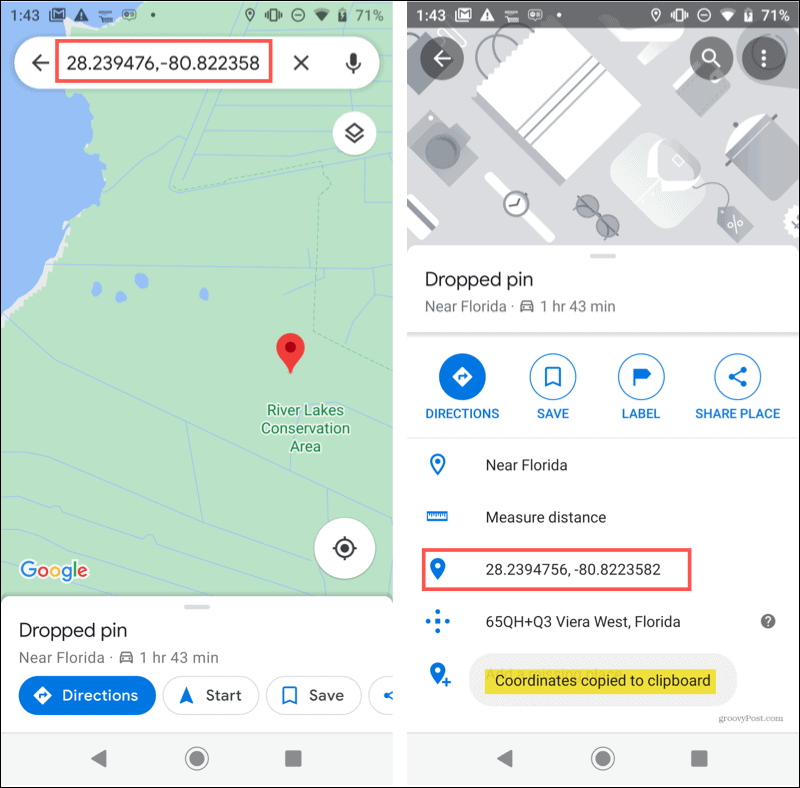 1:43
71%
28.239476,-80.822358
River Lakes
Conservation
Area
Google
Dropped pin
Near Florida · 1 hr 43 min
Directions
Start
Save
1:43
71%
%
Dropped pin
Near Florida · 1 hr 43 min
DIRECTIONS
SAVE
LABEL
SHARE PLACE
Near Florida
Measure distance
28.2394756, -80.8223582
65QH+Q3 Viera West, Florida
?
Coordinates copied to clipboard
groovyPost.com